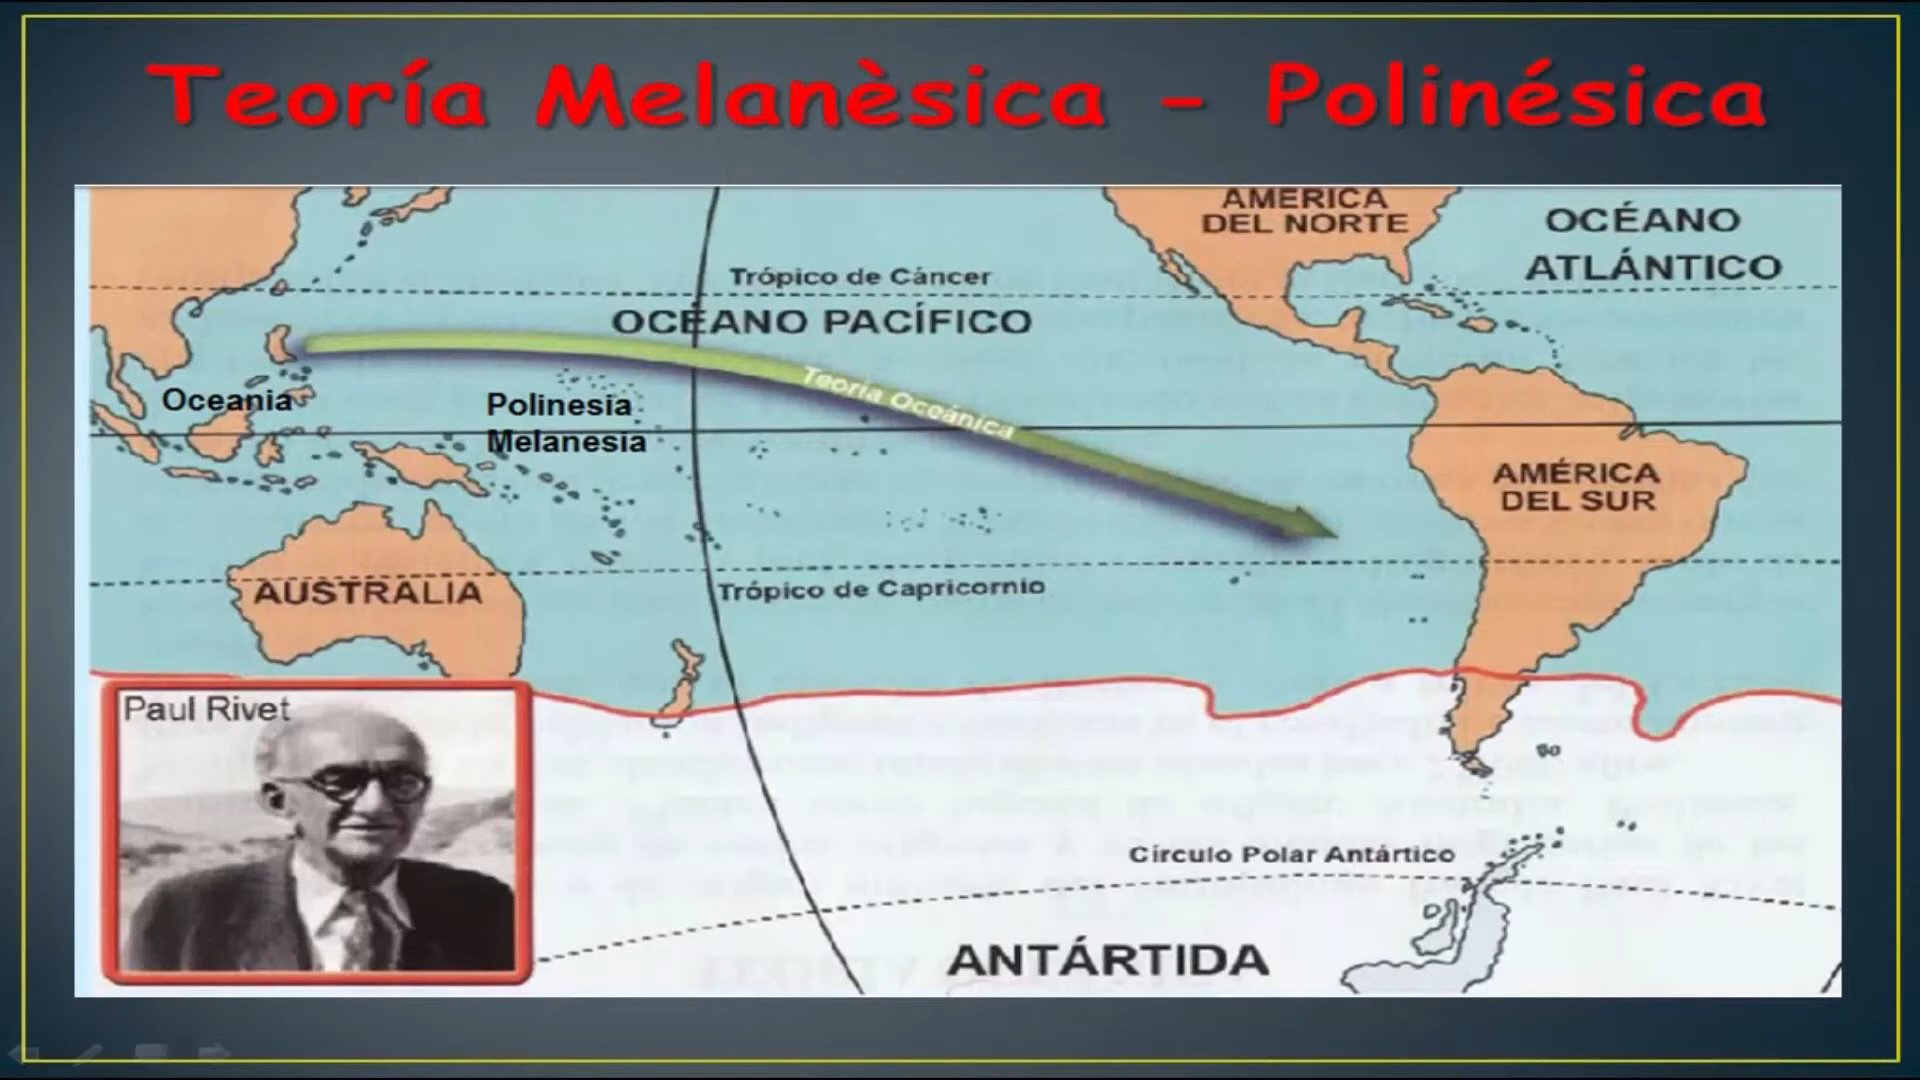 Teoría Melanèsica - Polinésica
AMERICA
DEL NORTE
OCÉANO
ATLÁNTICO
Trópico de Cáncer
OCÉANO PACÍFICO
Teoría Oceánica
Oceania
Polinesia
Melanesia
AMÉRICA
DEL SUR
AUSTRALIA
Trópico de Capricornio
Paul Rivet
Círculo Polar Antártico
ANTÁRTIDA